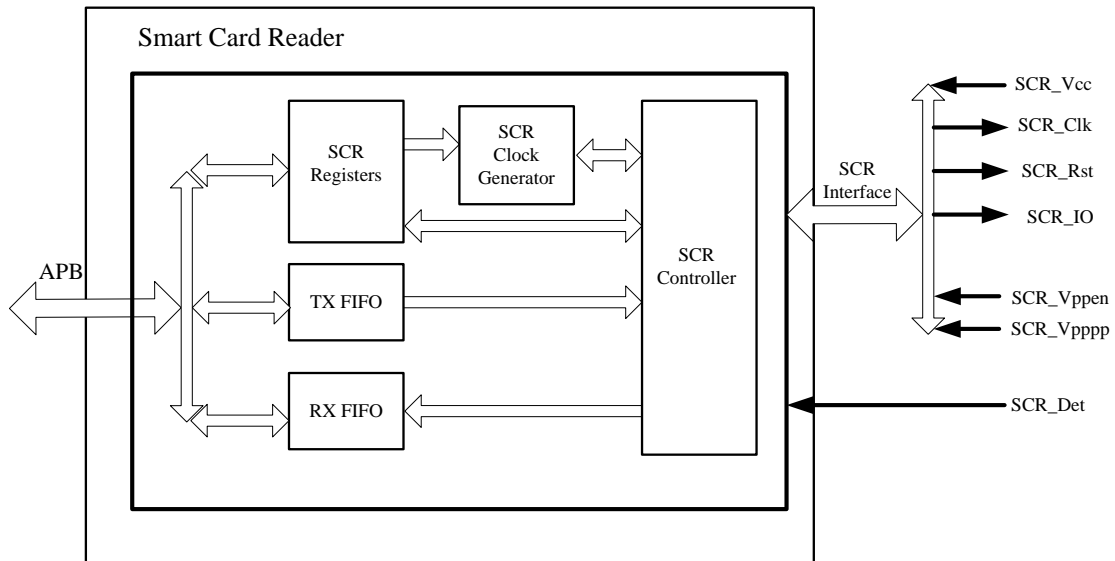 Smart Card Reader
SCR
Registers
SCR
Clock
Generator
SCR
Controller
TX FIFO
RX FIFO
APB
SCR
Interface
SCR_Vcc
SCR_Clk
SCR_Rst
SCR_IO
SCR_Vppen
SCR_Vpppp
SCR_Det